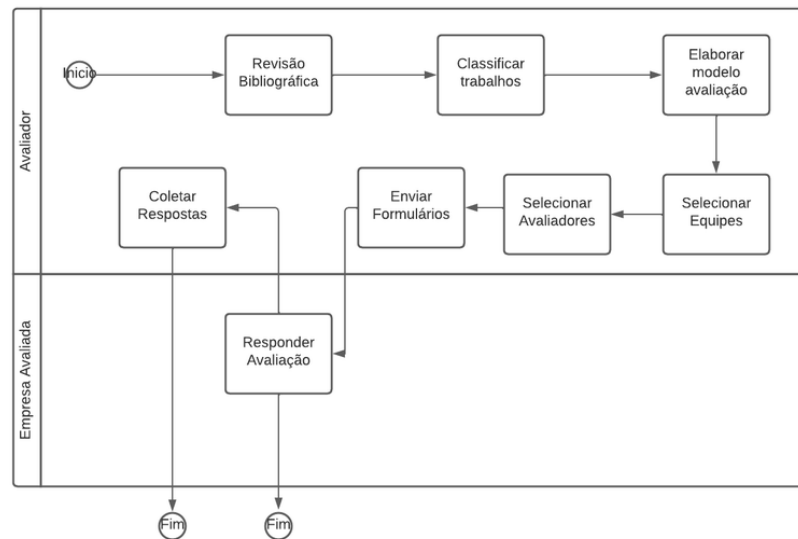 Avaliador
Inicio
Revisão
Bibliográfica
Classificar
trabalhos
Elaborar
modelo
avaliação
Coletar
Respostas
Enviar
Formulários
Selecionar
Avaliadores
Selecionar
Equipes
Empresa Avaliada
Responder
Avaliação
Fim
Fim